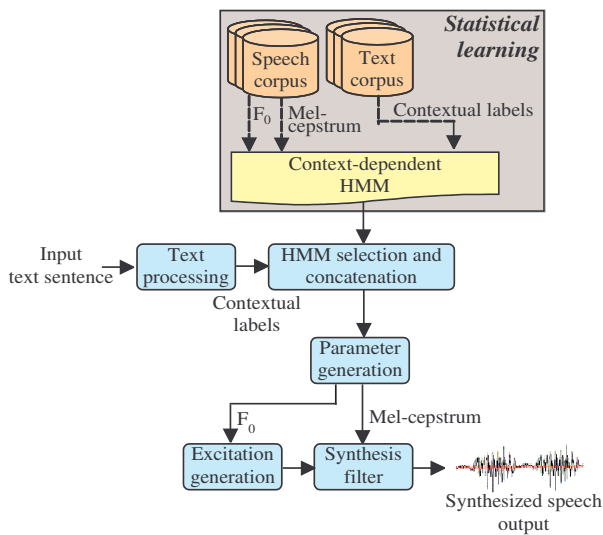 Statistical
learning
Speech
corpus
Text
corpus
F0
Mel-
cepstrum
Contextual labels
Context-dependent
HMM
Input
text sentence
Text
processing
HMM selection and
concatenation
Contextual
labels
Parameter
generation
F0
Mel-cepstrum
Excitation
generation
Synthesis
filter
Synthesized speech
output